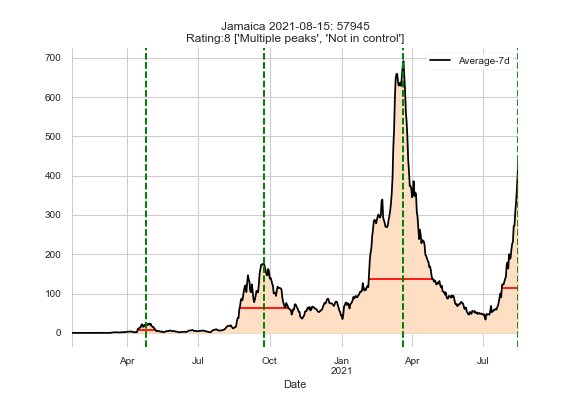 Jamaica 2021-08-15: 57945
Rating:8 ['Multiple peaks', 'Not in control']
Average-7d
700
600
500
400
300
200
100
0
Apr
Jul
Oct
Jan
2021
Apr
Jul
Date